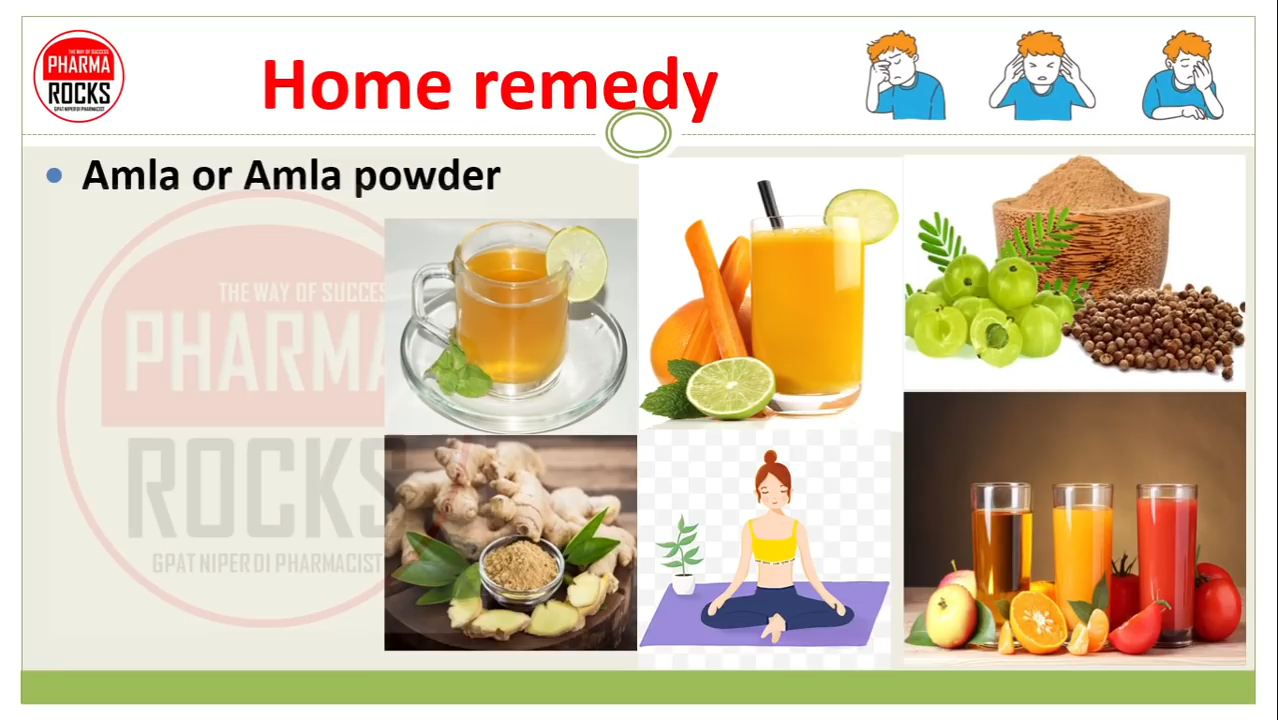 THE WAY OF SUCCESS
PHARMA
ROCKS
GPAT NIPER DI PHARMACIST
Home remedy
• Amla or Amla powder
THE WAY OF SUCCES
PHARMA
ROCKS
GPAT NIPER DI PHARMACIST